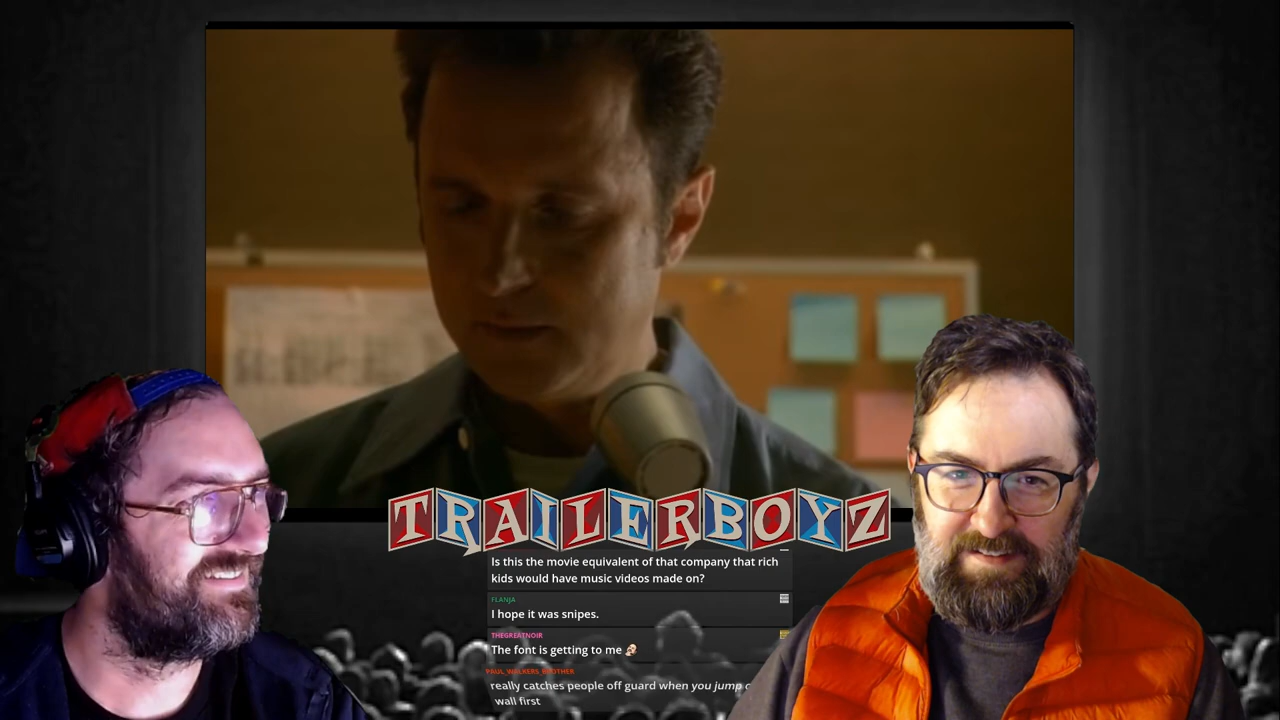 TRAILERBOYZ
Is this the movie equivalent of that company that rich
kids would have music videos made on?
FLANJA
I hope it was snipes.
THEGREATNOIR
The font is getting to me
PAUL_WALKERS_BROTHER
really catches people off guard when you jump
wall first